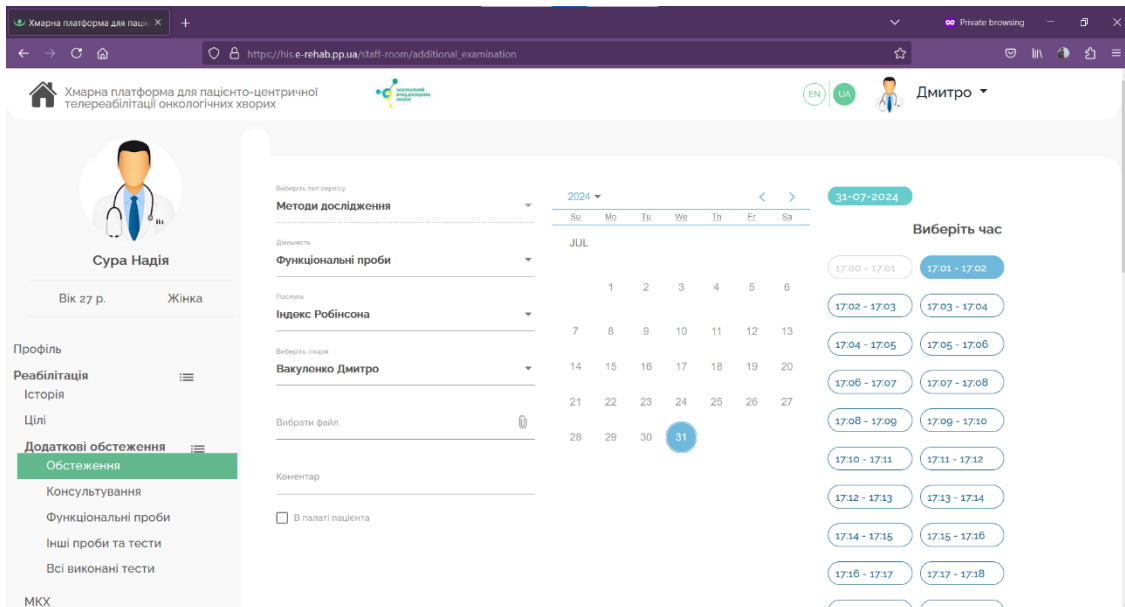 Хмарна платформа для паціє
Private browsing
https://his.e-rehab.pp.ua/staff-room/additional_examination
Хмарна платформа для пацієнто-центричної
телереабілітації онкологічних хворих
НАЦІОНАЛЬНИЙ
ФОНД ДОСЛІДЖЕНЬ
УКРАЇНИ
EN
UA
Дмитро
Сура Надія
Вік 27 р.
Жінка
Профіль
Реабілітація
Історія
Цілі
Додаткові обстеження
Обстеження
Консультування
Функціональні проби
Інші проби та тести
Всі виконані тести
МКХ
Виберіть тип сервісу
Методи дослідження
Діяльність
Функціональні проби
Послуги
Індекс Робінсона
Виберіть лікаря
Вакуленко Дмитро
Вибрати файл
Коментар
В палаті пацієнта
2024
Su Mo Tu We Th Fr Sa
JUL
1 2 3 4 5 6
7 8 9 10 11 12 13
14 15 16 17 18 19 20
21 22 23 24 25 26 27
28 29 30 31
31-07-2024
Виберіть час
17:00 - 17:01 17:01 - 17:02
17:02 - 17:03 17:03 - 17:04
17:04 - 17:05 17:05 - 17:06
17:06 - 17:07 17:07 - 17:08
17:08 - 17:09 17:09 - 17:10
17:10 - 17:11 17:11 - 17:12
17:12 - 17:13 17:13 - 17:14
17:14 - 17:15 17:15 - 17:16
17:16 - 17:17 17:17 - 17:18